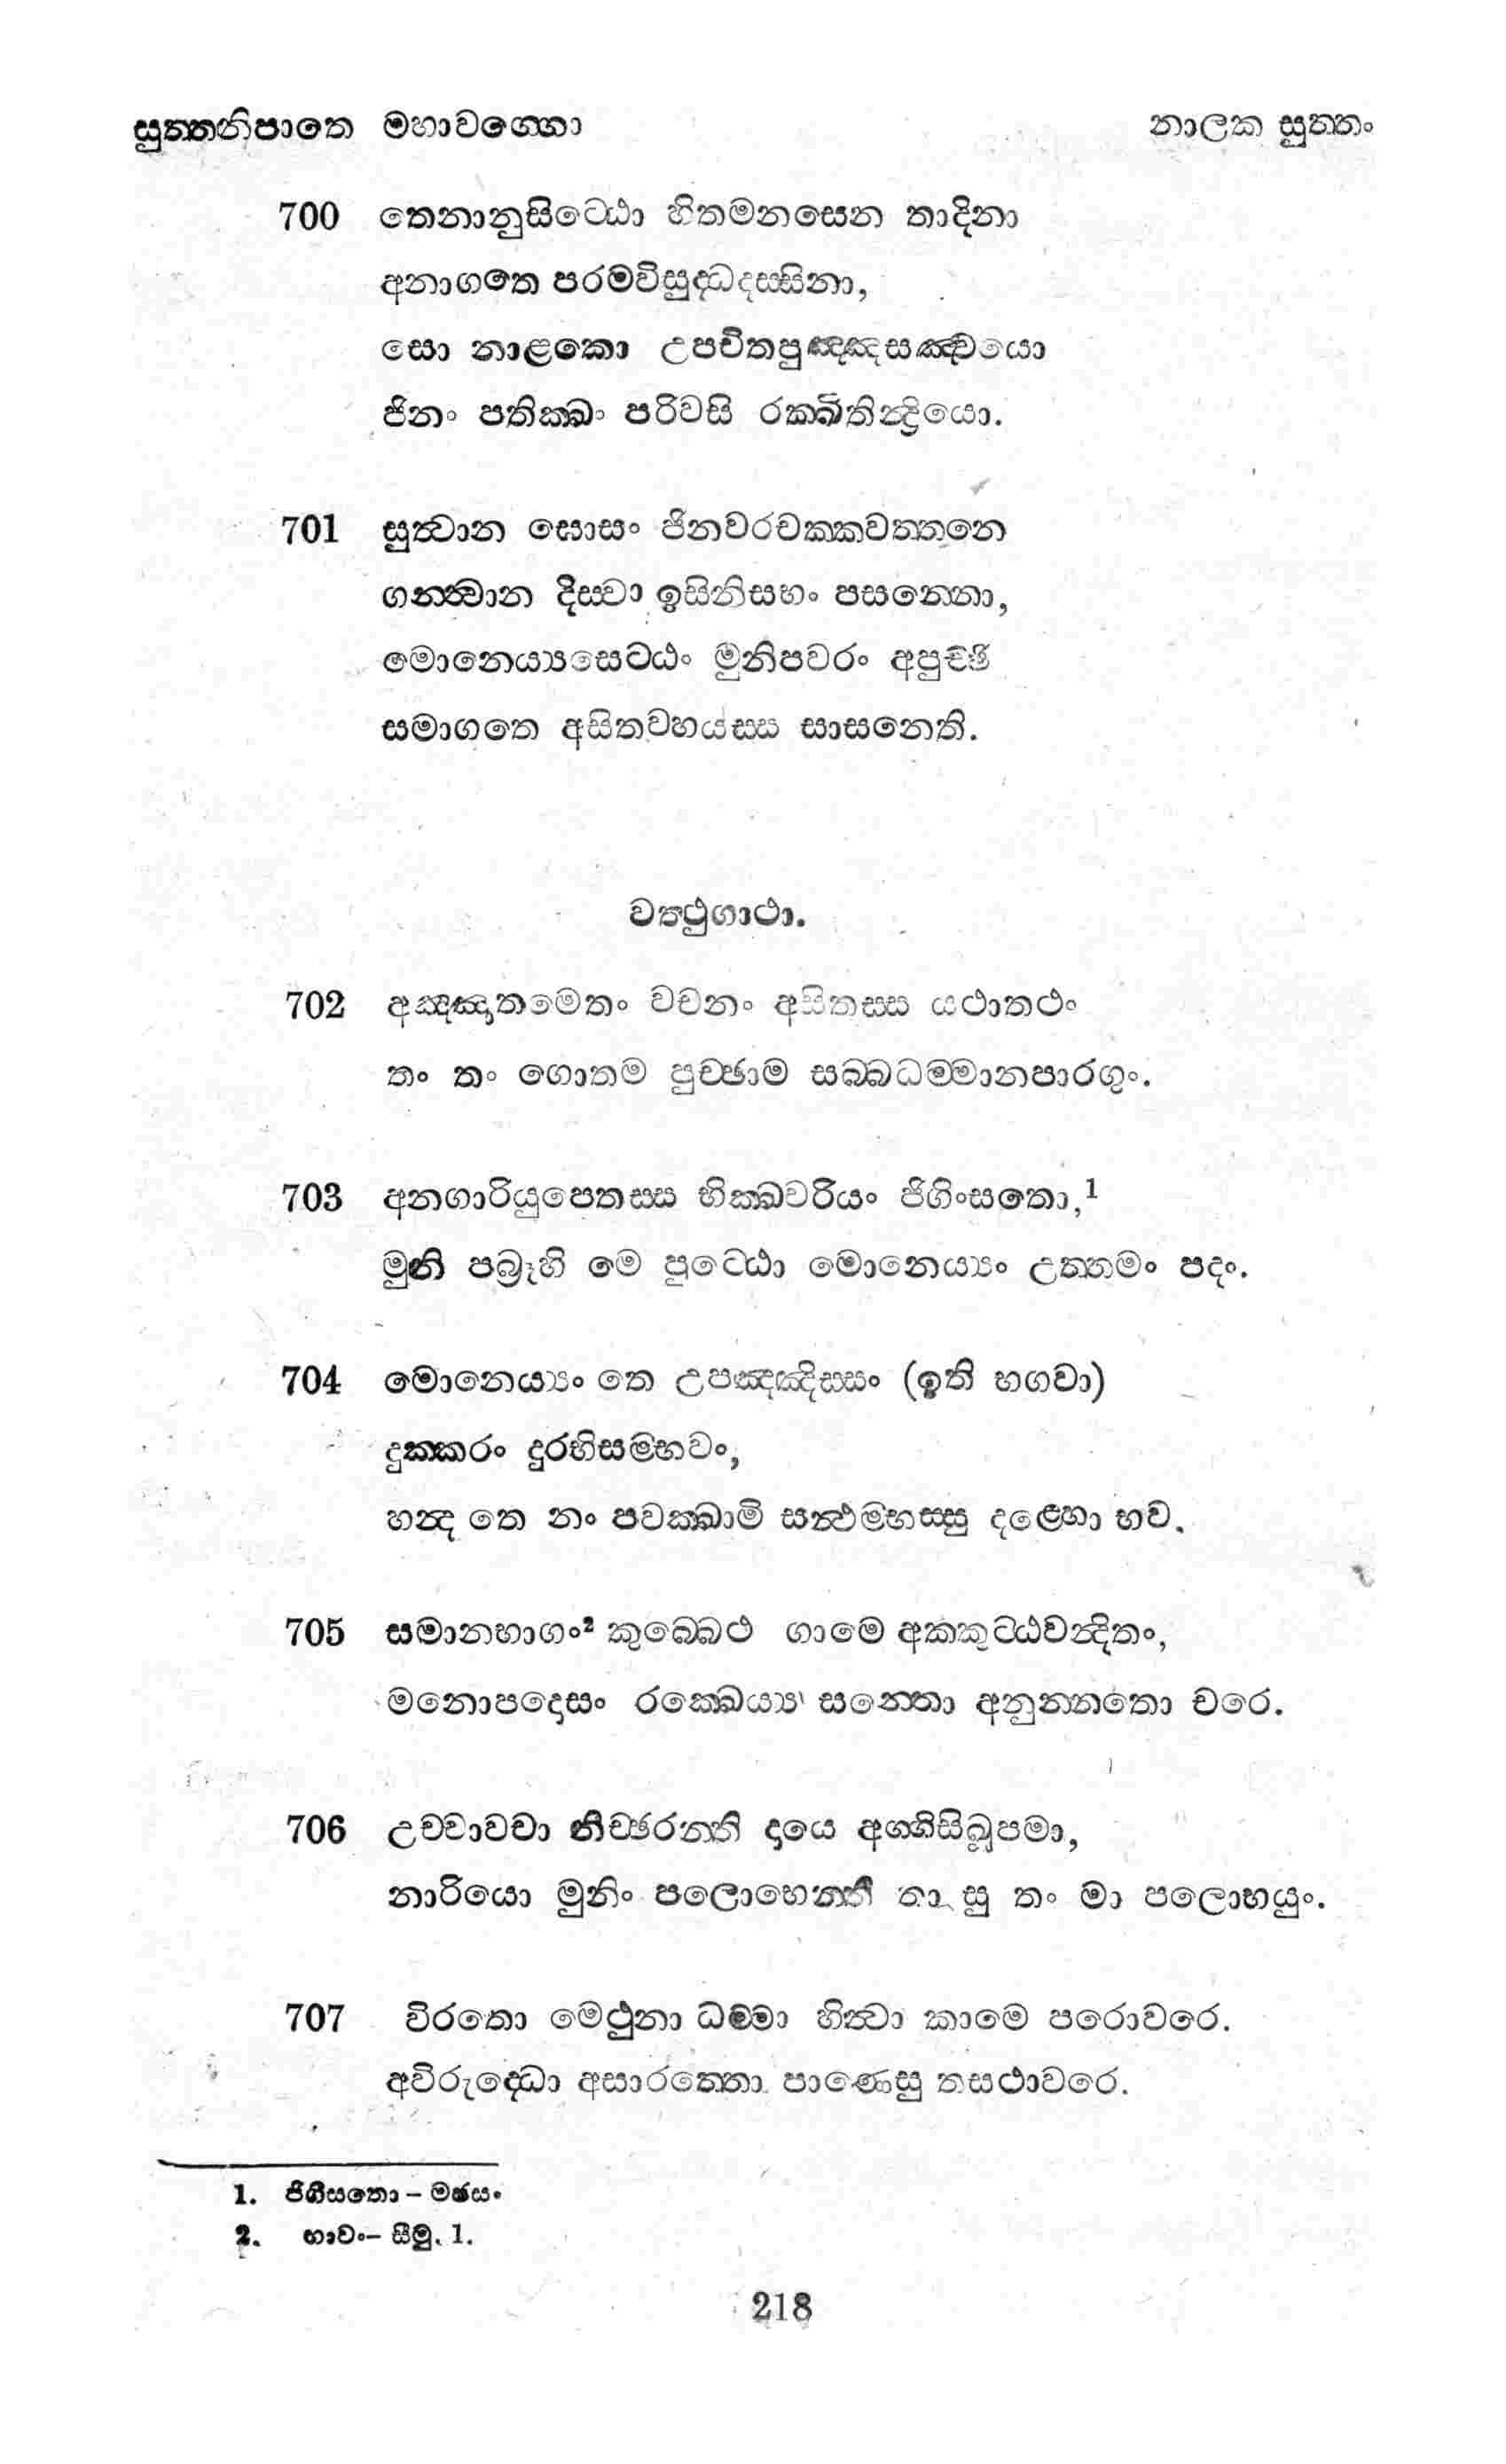 සුත්තනිපාතෙ මහාවග්ගො නාලක සුත්තං
700 තෙනානුසිට්ඨො හිතමනසෙන තාදිනා
අනාගතෙ පරමවිසුද්ධදස්සිනා,
සො නාළකො උපචිතපුඤ්ඤසඤ්චයො
ජිනං පතික්ඛං පරිවසි රක්ඛිතින්ද්‍රියො.
701 සුත්වාන ඝොසං ජිනවරචක්කවත්තනෙ
ගන්ත්වාන දිස්වා ඉසිනිසභං පසන්නො,
මොනෙය්‍යසෙට්ඨං මුනිපවරං අපුච්ඡි
සමාගතෙ අසිතවහයස්ස සාසනෙති.
වත්ථුගාථා.
702 අඤ්ඤාතමෙතං වචනං අසිතස්ස යථාතථං
තං තං ගොතම පුච්ඡාම සබ්බධම්මානපාරගුං.
703 අනගාරියුපෙතස්ස භික්ඛචරියං ජිගිංසතො,1
මුනි පබ්‍රූහි මෙ පුට්ඨො මොනෙය්‍යං උත්තමං පදං.
704 මොනෙය්‍යං තෙ උපඤ්ඤිස්සං (ඉති භගවා)
දුක්කරං දුරභිසම්භවං,
හන්ද තෙ නං පවක්ඛාමි සන්ථම්භස්සු දළ්හො භව.
705 සමානභාගං2 කුබ්බෙථ ගාමෙ අක්කුට්ඨවන්දිතං,
මනොපදොසං රක්ඛෙය්‍ය සන්තො අනුන්නතො චරෙ.
706 උච්චාවචා නිච්ඡරන්ති දායෙ අග්ගිසිඛූපමා,
නාරියො මුනිං පලොභෙන්ති තා සු තං මා පලොභයුං.
707 විරතො මෙථුනා ධම්මා හිත්වා කාමෙ පරොවරෙ.
අවිරුද්ධො අසාරත්තො පාණෙසු තසථාවරෙ.
1. ජිගීසතො – මඡසං
2. භාවං– සීමු. 1.
218